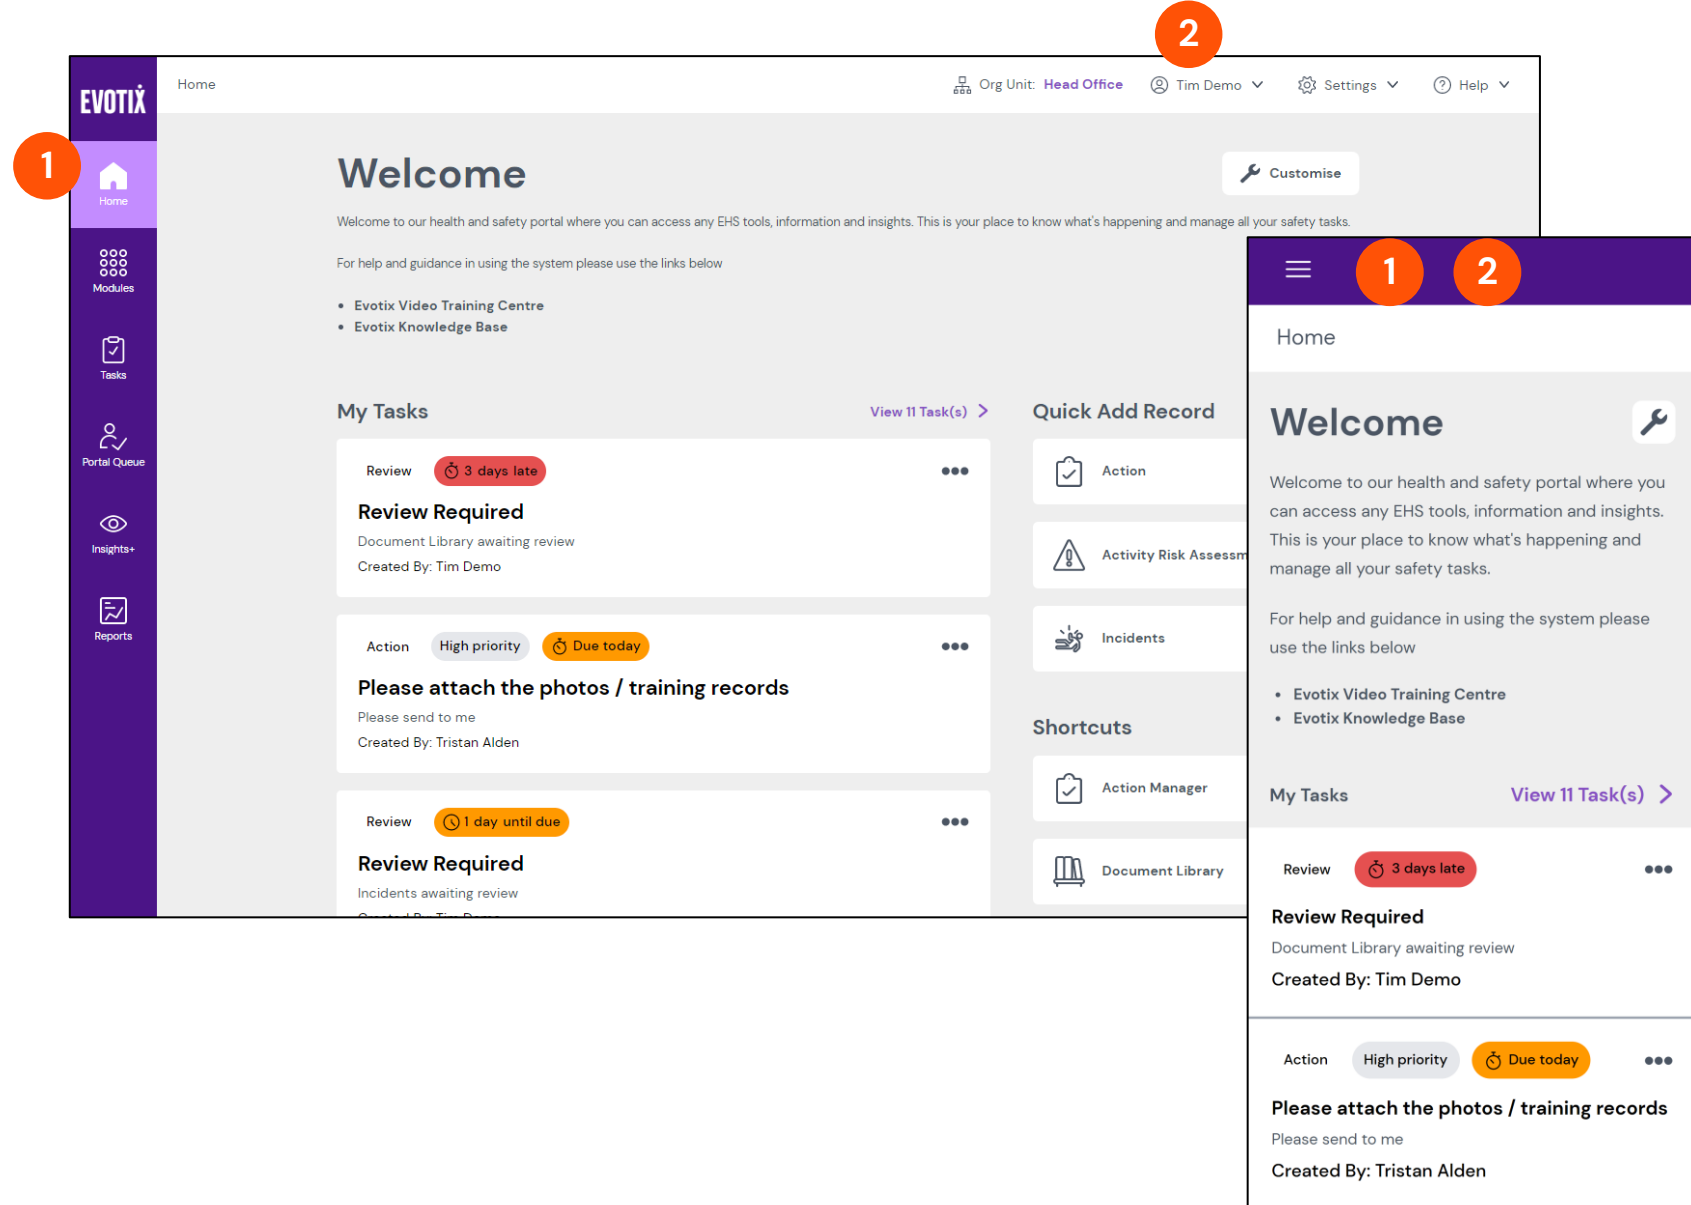 2
EVOTIX
Home
Org Unit: Head Office
Tim Demo
Settings
Help
1
Home
Modules
Tasks
Portal Queue
Insights+
Reports
Welcome
Customise
Welcome to our health and safety portal where you can access any EHS tools, information and insights. This is your place to know what's happening and manage all your safety tasks.
For help and guidance in using the system please use the links below
• Evotix Video Training Centre
• Evotix Knowledge Base
My Tasks
View 11 Task(s)
Review
3 days late
Review Required
Document Library awaiting review
Created By: Tim Demo
Action
High priority
Due today
Please attach the photos / training records
Please send to me
Created By: Tristan Alden
Review
1 day until due
Review Required
Incidents awaiting review
Created By: Tim Demo
Quick Add Record
Action
Activity Risk Assessm
Incidents
Shortcuts
Action Manager
Document Library
1
2
Home
Welcome
Welcome to our health and safety portal where you
can access any EHS tools, information and insights.
This is your place to know what's happening and
manage all your safety tasks.
For help and guidance in using the system please
use the links below
• Evotix Video Training Centre
• Evotix Knowledge Base
My Tasks
View 11 Task(s)
Review
3 days late
Review Required
Document Library awaiting review
Created By: Tim Demo
Action
High priority
Due today
Please attach the photos / training records
Please send to me
Created By: Tristan Alden